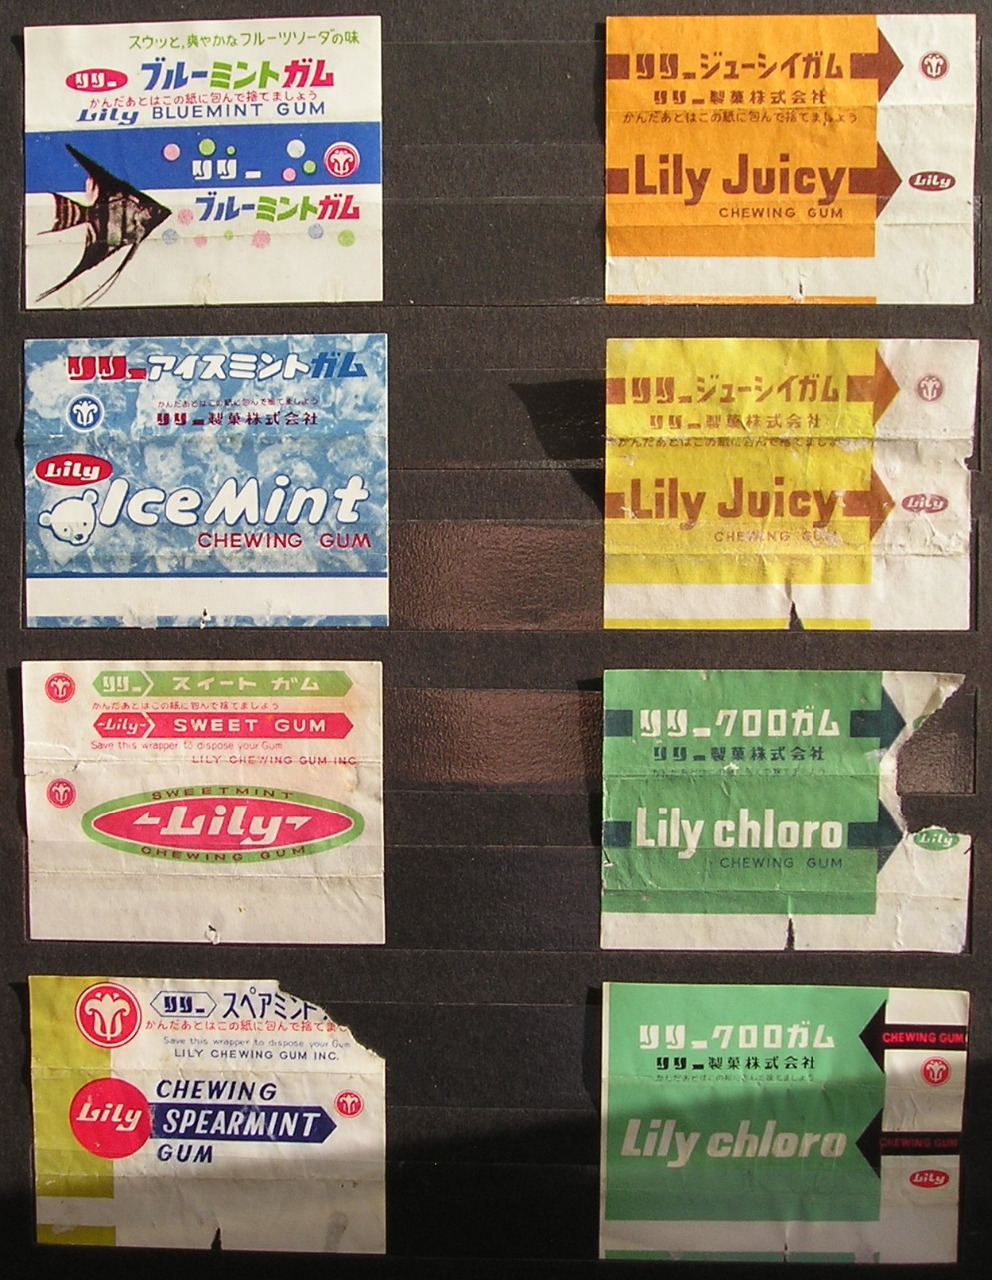 スウッと,爽やかなフルーツソーダの味
リリー ブルーミントガム
かんだあとはこの紙に包んで捨てましょう
Lily BLUEMINT GUM
リリー
ブルーミントガム
リリーアイスミントガム
かんだあとはこの紙に包んで捨てましょう
リリー製菓株式会社
Lily
IceMint
CHEWING GUM
リリー スイート ガム
かんだあとはこの紙に包んで捨てましょう
Lily SWEET GUM
Save this wrapper to dispose your Gum
LILY CHEWING GUM INC.
SWEETMINT
Lily
CHEWING GUM
リリー スペアミント
かんだあとはこの紙に包んで捨てまし
Save this wrapper to dispose your Gum
LILY CHEWING GUM INC.
CHEWING
Lily SPEARMINT
GUM
リリージューシイガム
リリー製菓株式会社
かんだあとはこの紙に包んで捨てましょう
Lily Juicy
Lily
CHEWING GUM
リリージューシイガム
リリー製菓株式会社
かんだあとはこの紙に包んで捨てましょ
Lily Juicy
Lily
CHEWING GUM
リリークロロガム
リリー製菓株式会社
Lily chloro
Lily
CHEWING GUM
リリークロロガム
CHEWING GUM
リリー製菓株式会社
かんだあとはこの紙に包んで捨てましょう
Lily chloro
CHEWING GUM
Lily